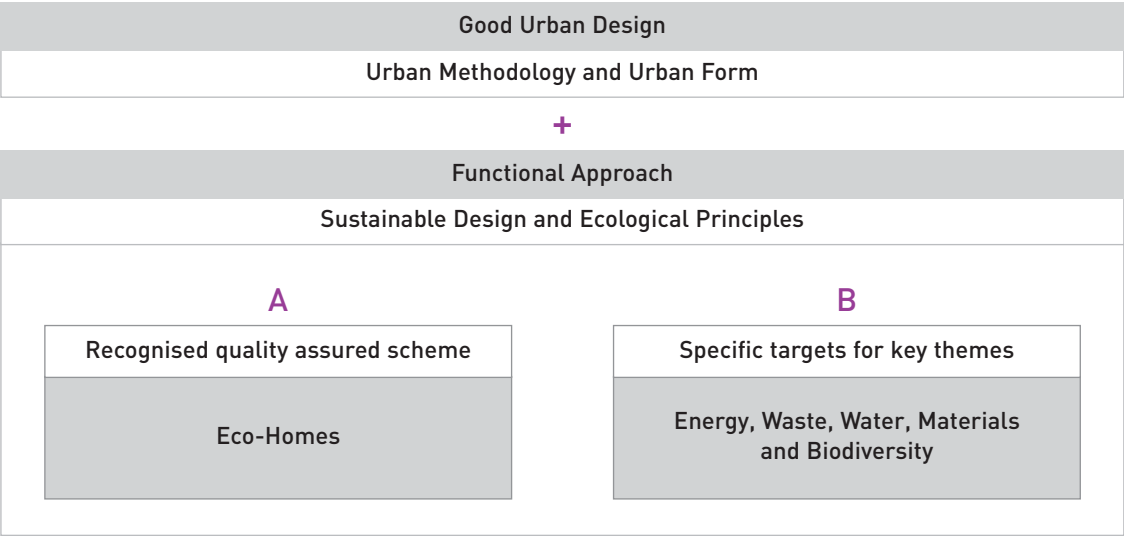 Good Urban Design
Urban Methodology and Urban Form
+
Functional Approach
Sustainable Design and Ecological Principles
A
Recognised quality assured scheme
Eco-Homes
B
Specific targets for key themes
Energy, Waste, Water, Materials
and Biodiversity